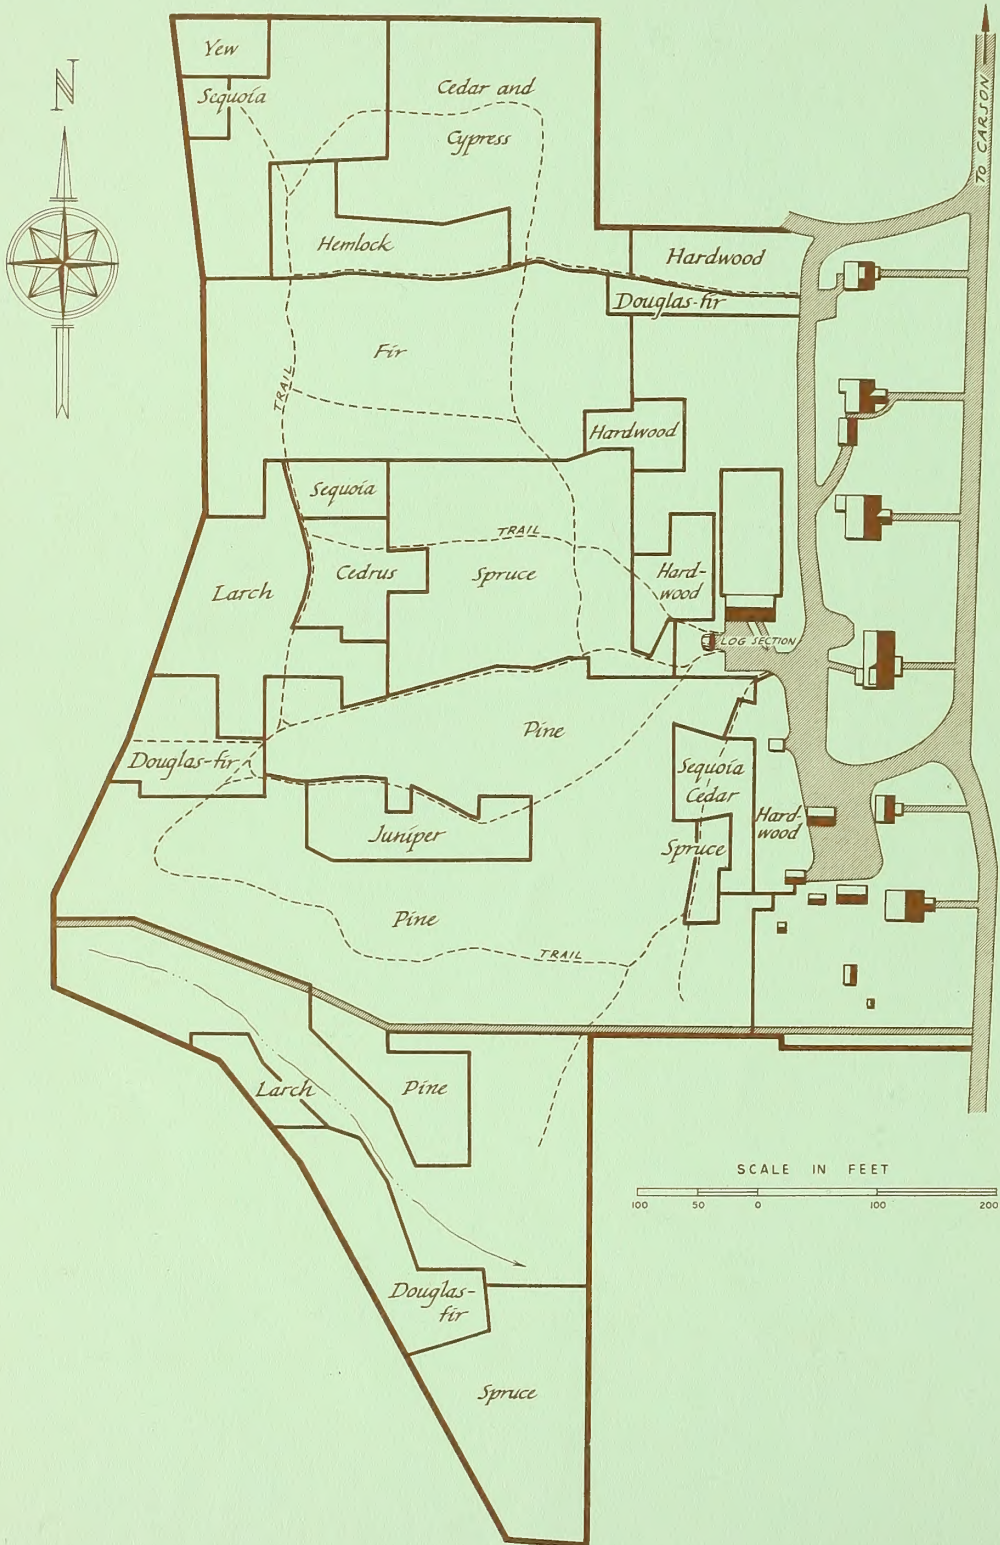 N
Yew
Sequoia
Cedar and
Cypress
TO CARSON
Hemlock
Hardwood
Douglas-fir
Fir
TRAIL
Hardwood
Sequoia
TRAIL
Larch
Cedrus
Spruce
Hard-
wood
LOG SECTION
Pine
Douglas-fir
Sequoia
Cedar
Juniper
Hard-
wood
Spruce
Pine
TRAIL
Larch
Pine
SCALE IN FEET
100 50 0 100 200
Douglas-
fir
Spruce